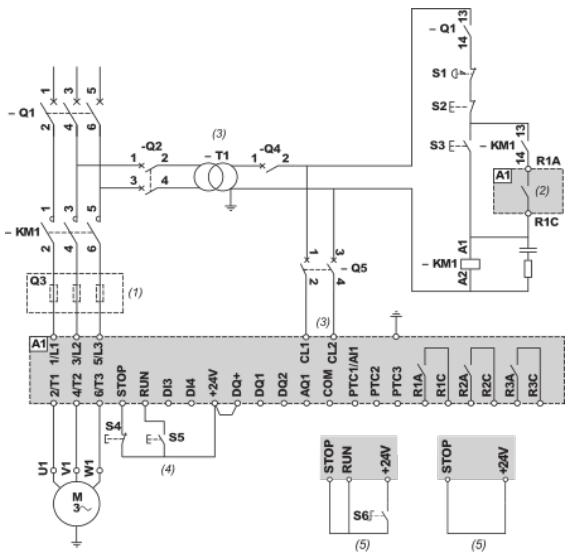 13
– Q1
14
S1
S2
S3
– KM1
13
14
R1A
A1
(2)
R1C
A1
– KM1
A2
1 3 5
– Q1
2 4 6
-Q2
1 2
3 4
(3)
– T1
-Q4
1 2
1 3 5
– KM1
2 4 6
1 3
- Q5
2 4
(3)
Q3
(1)
A1
1/L1 3/L2 5/L3 CL1 CL2
2/T1 4/T2 6/T3 STOP RUN DI3 DI4 +24V DQ+ DQ1 DQ2 AQ1 COM PTC1/AI1 PTC2 PTC3 R1A R1C R2A R2C R3A R3C
S4 S5
(4)
U1 V1 W1
M
3
STOP RUN +24V
S6
(5)
STOP +24V
(5)